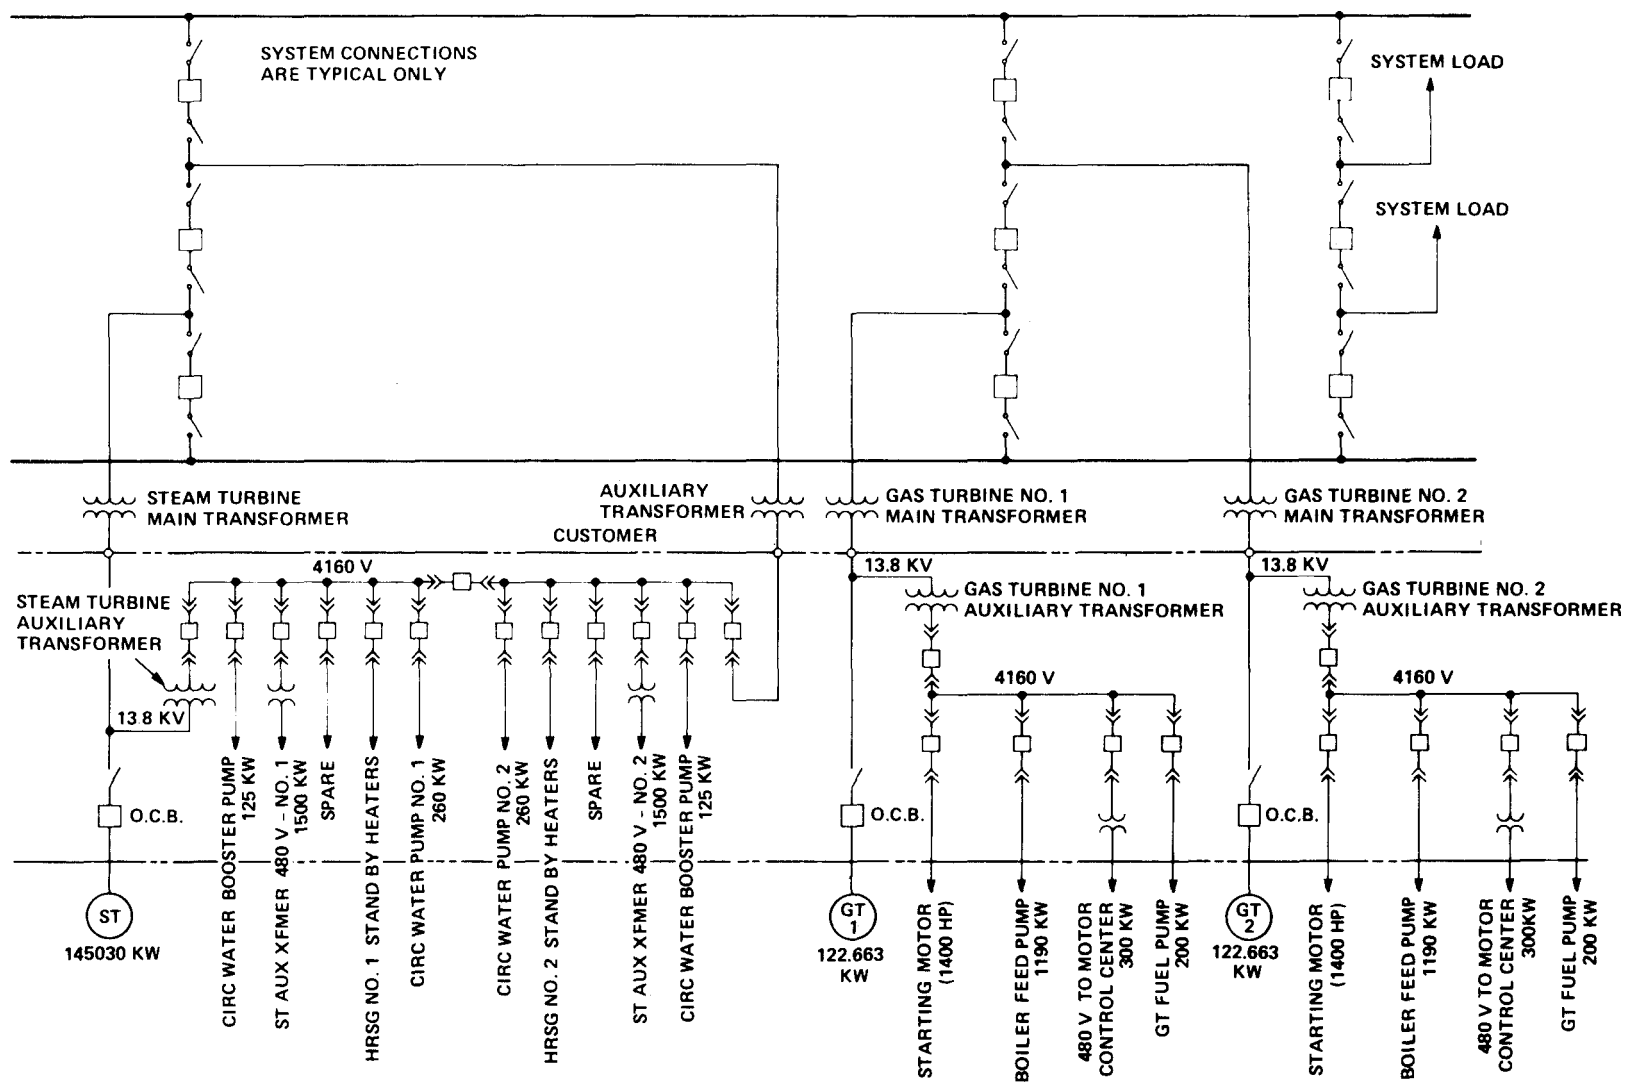 SYSTEM CONNECTIONS
ARE TYPICAL ONLY
SYSTEM LOAD
SYSTEM LOAD
STEAM TURBINE
MAIN TRANSFORMER
AUXILIARY
TRANSFORMER
CUSTOMER
GAS TURBINE NO. 1
MAIN TRANSFORMER
GAS TURBINE NO. 2
MAIN TRANSFORMER
4160 V
13.8 KV
13.8 KV
STEAM TURBINE
AUXILIARY
TRANSFORMER
GAS TURBINE NO. 1
AUXILIARY TRANSFORMER
GAS TURBINE NO. 2
AUXILIARY TRANSFORMER
4160 V
4160 V
13.8 KV
O.C.B.
O.C.B.
O.C.B.
CIRC WATER BOOSTER PUMP
125 KW
ST AUX XFMER 480 V - NO. 1
1500 KW
SPARE
HRSG NO. 1 STAND BY HEATERS
CIRC WATER PUMP NO. 1
260 KW
CIRC WATER PUMP NO. 2
260 KW
HRSG NO. 2 STAND BY HEATERS
SPARE
ST AUX XFMER 480 V - NO. 2
1500 KW
CIRC WATER BOOSTER PUMP
125 KW
ST
145030 KW
GT
1
122.663
KW
STARTING MOTOR
(1400 HP)
BOILER FEED PUMP
1190 KW
480 V TO MOTOR
CONTROL CENTER
300 KW
GT FUEL PUMP
200 KW
GT
2
122.663
KW
STARTING MOTOR
(1400 HP)
BOILER FEED PUMP
1190 KW
480 V TO MOTOR
CONTROL CENTER
300KW
GT FUEL PUMP
200 KW